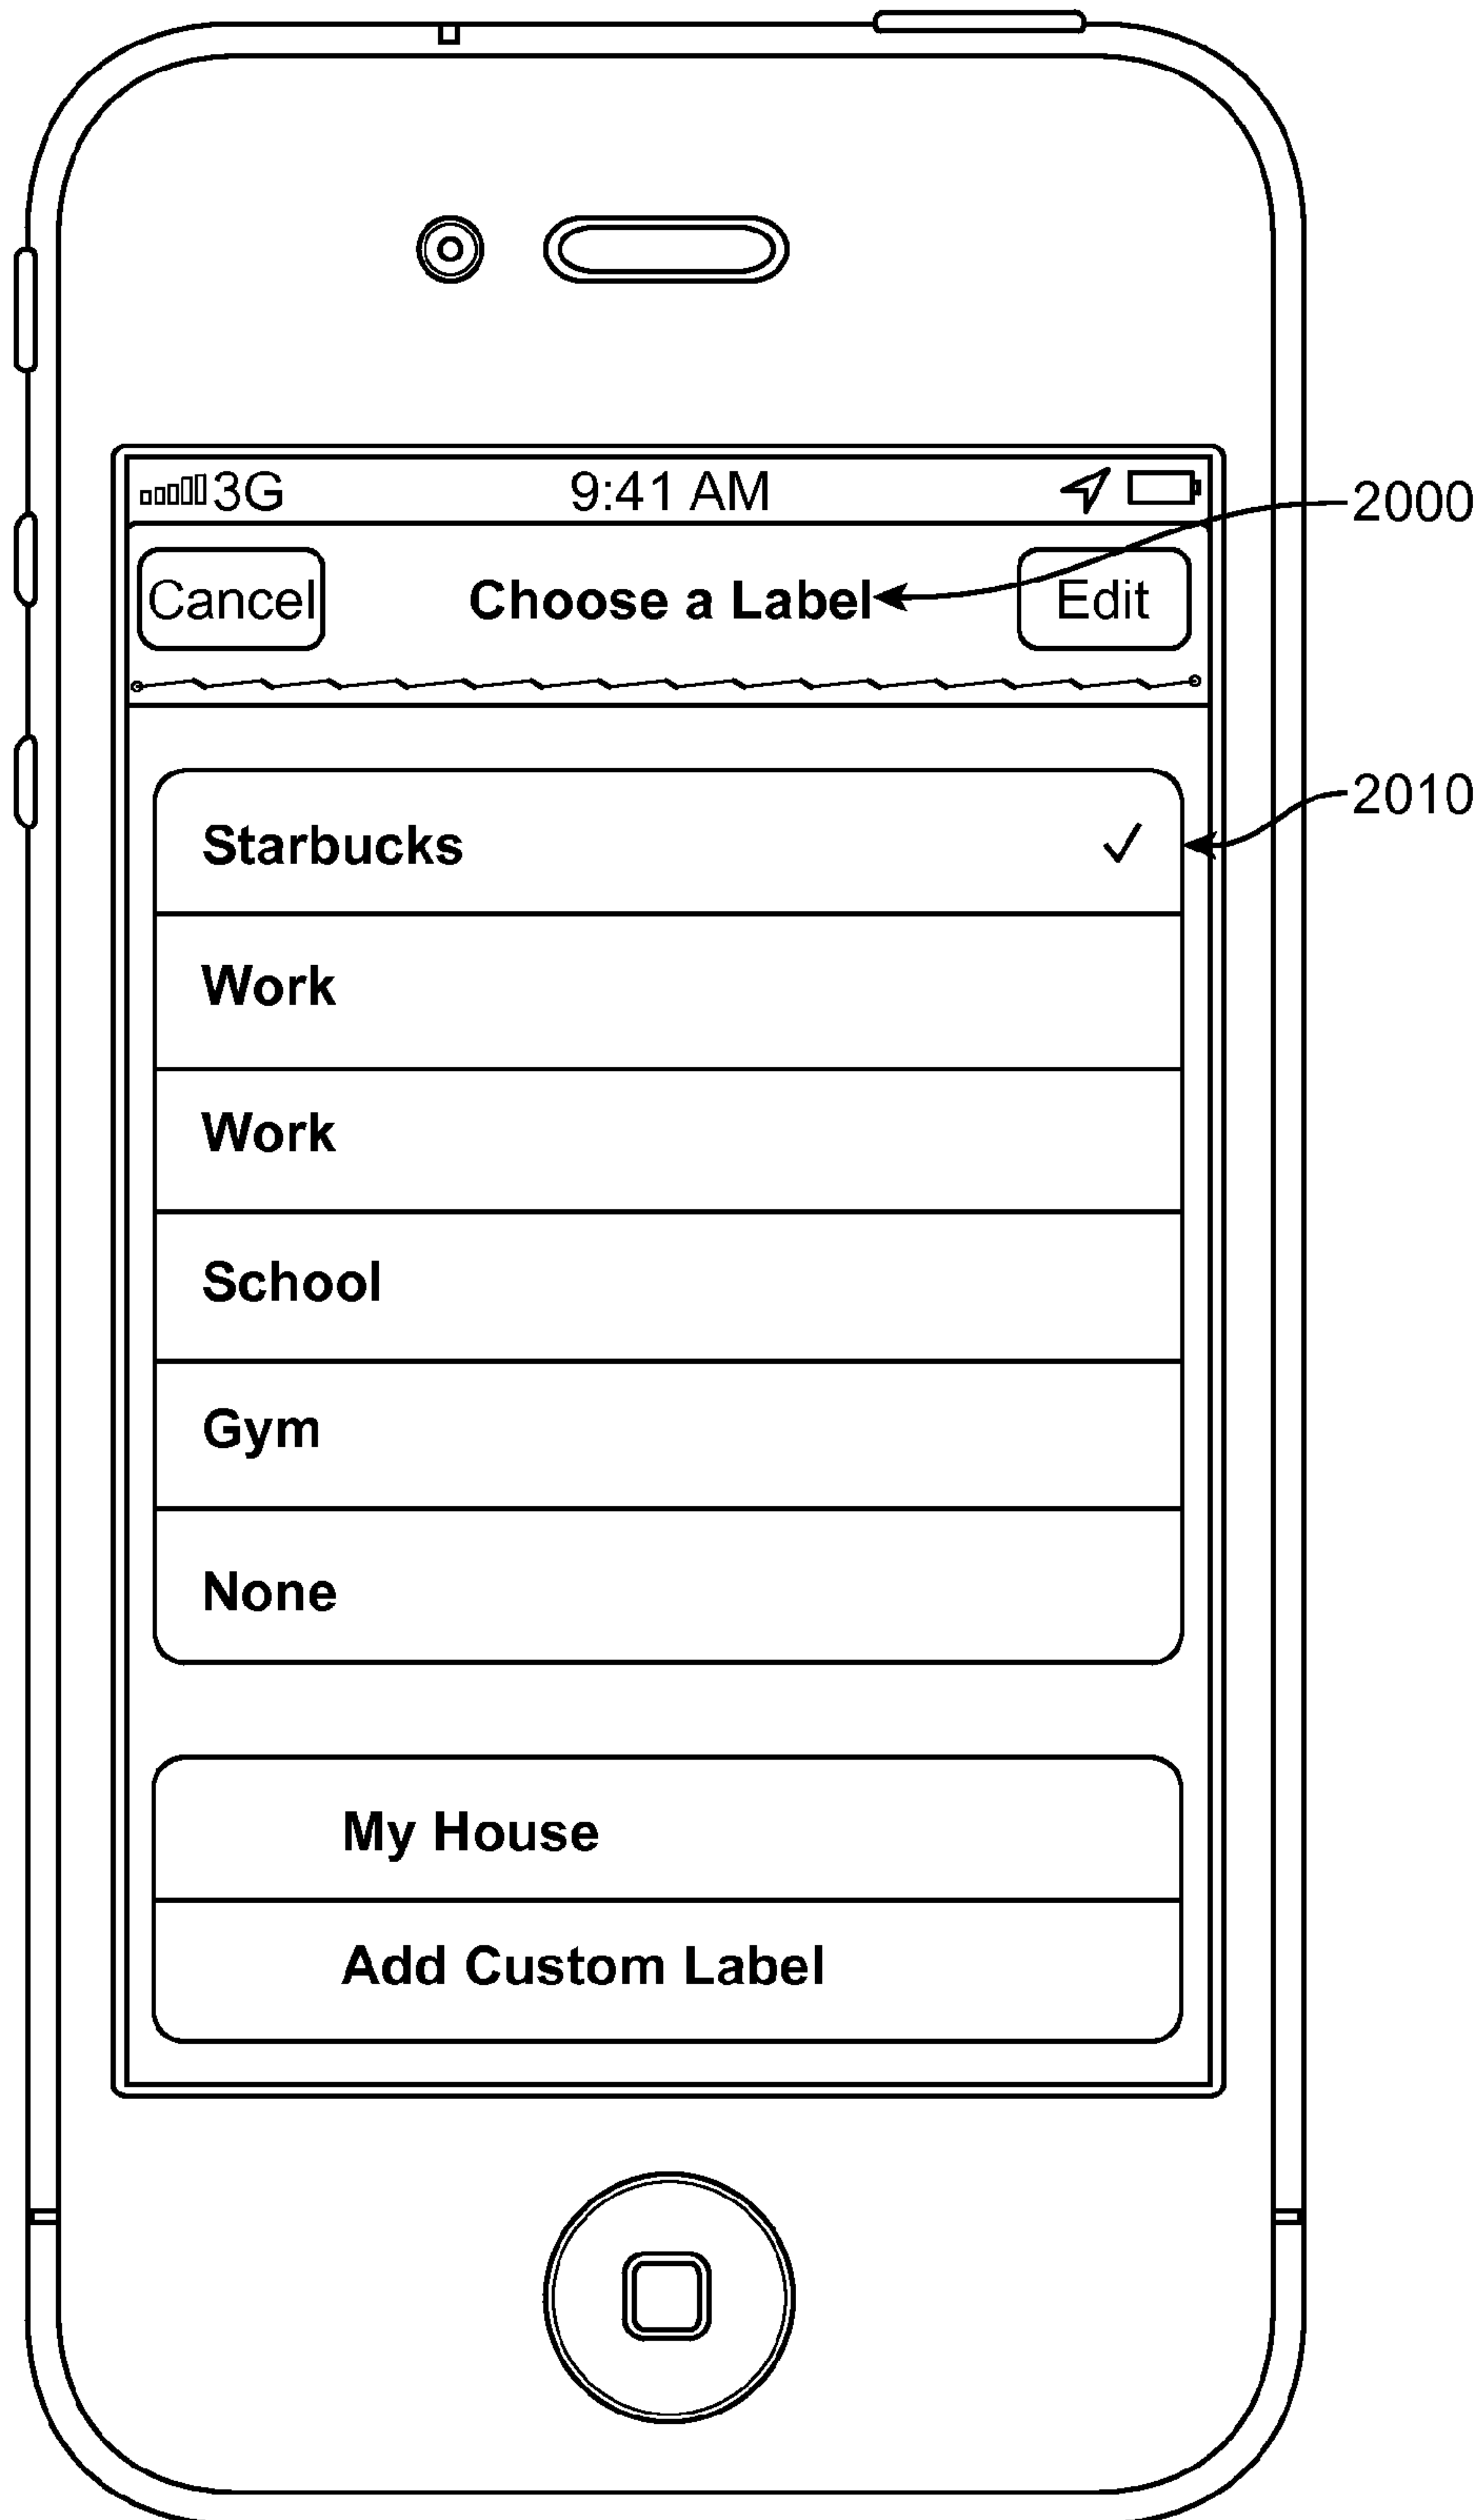 3G 9:41 AM
2000
Cancel Choose a Label Edit
2010
Starbucks
Work
Work
School
Gym
None
My House
Add Custom Label